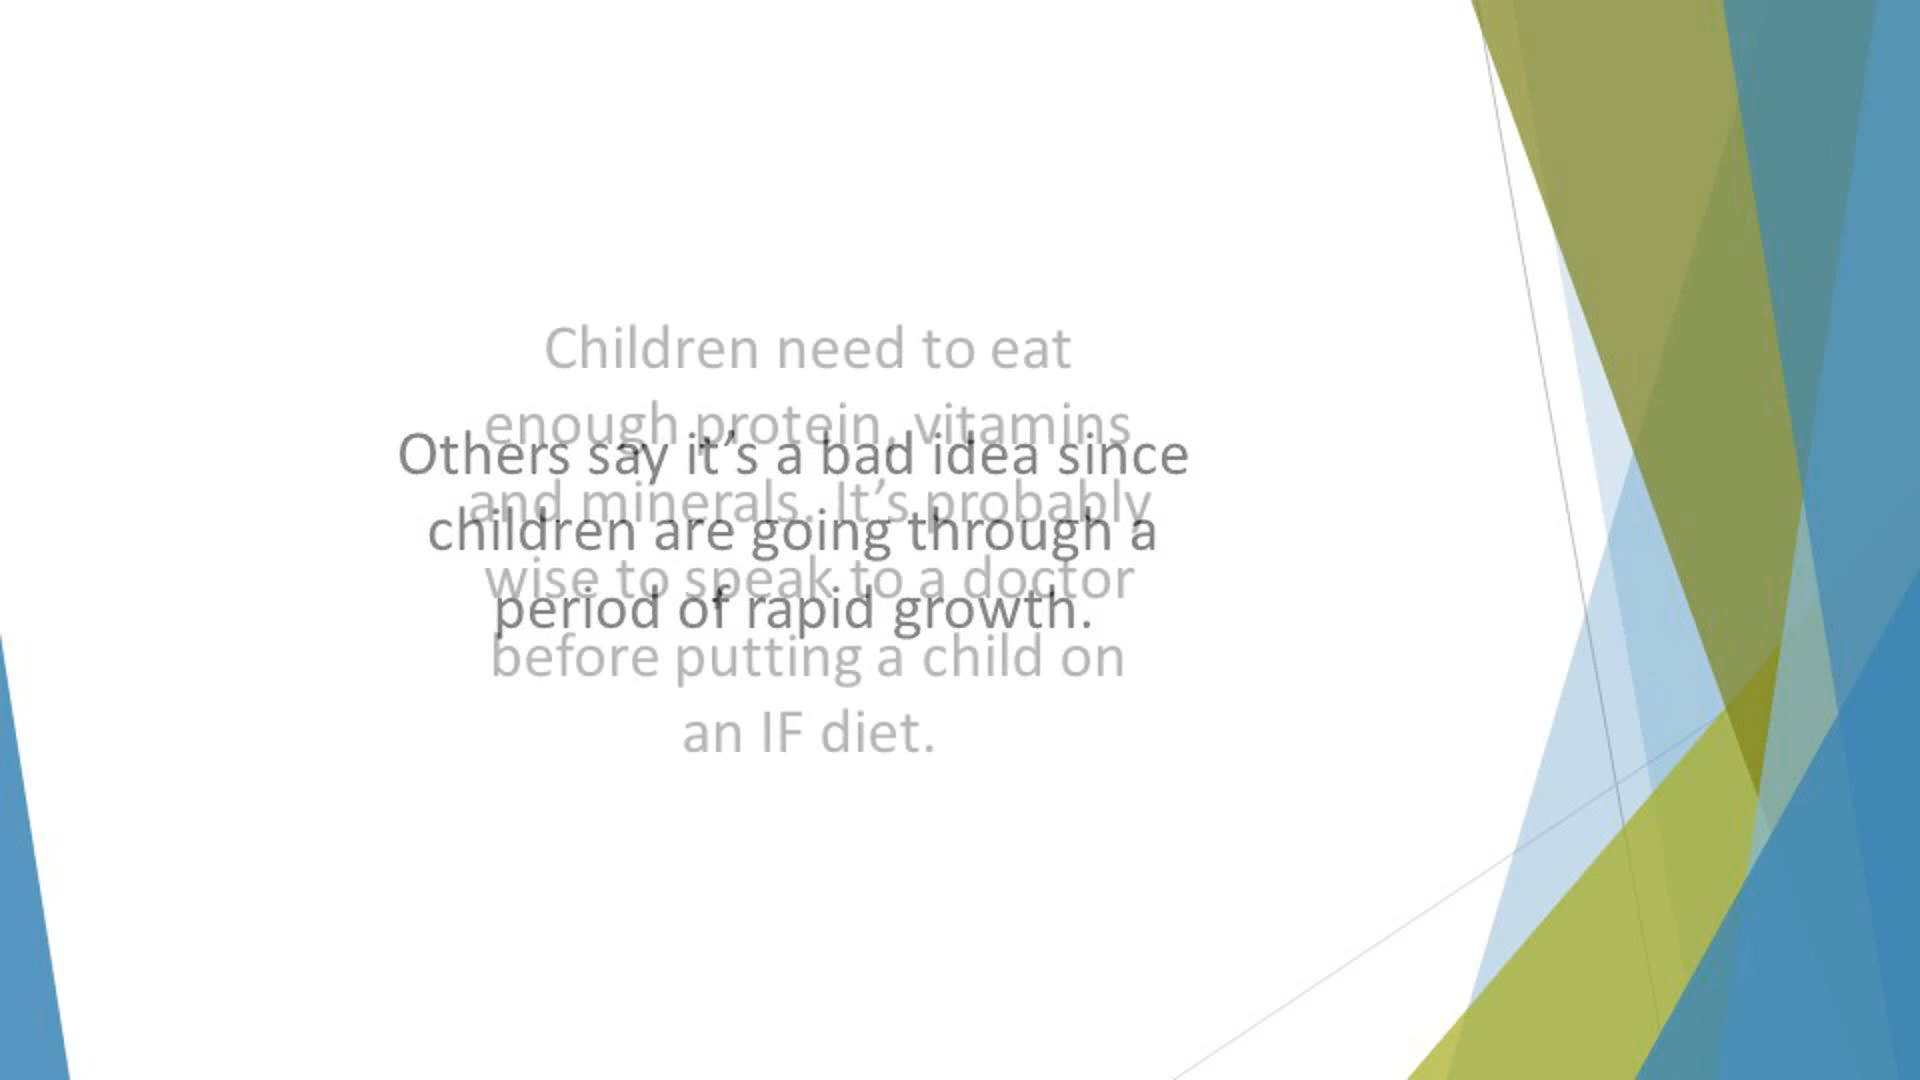 Others say it’s a bad idea since
children are going through a
period of rapid growth.
Children need to eat
enough protein, vitamins
and minerals. It’s probably
wise to speak to a doctor
before putting a child on
an IF diet.